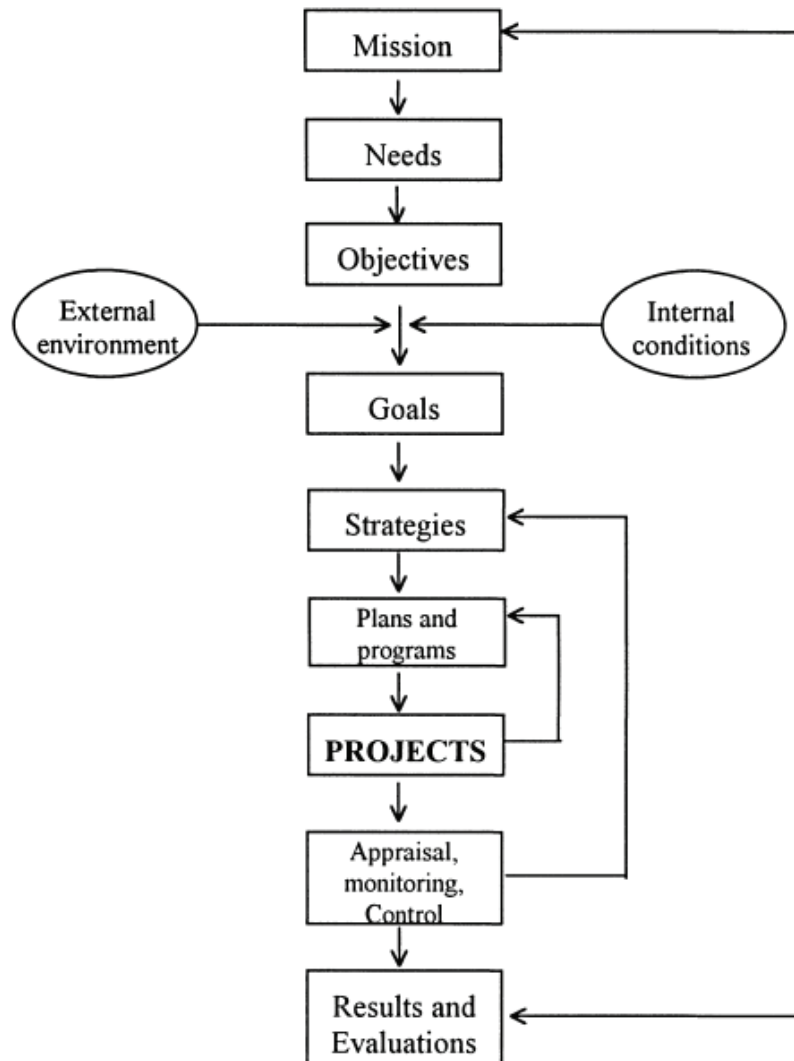 Mission
Needs
Objectives
External
environment
Internal
conditions
Goals
Strategies
Plans and
programs
PROJECTS
Appraisal,
monitoring,
Control
Results and
Evaluations